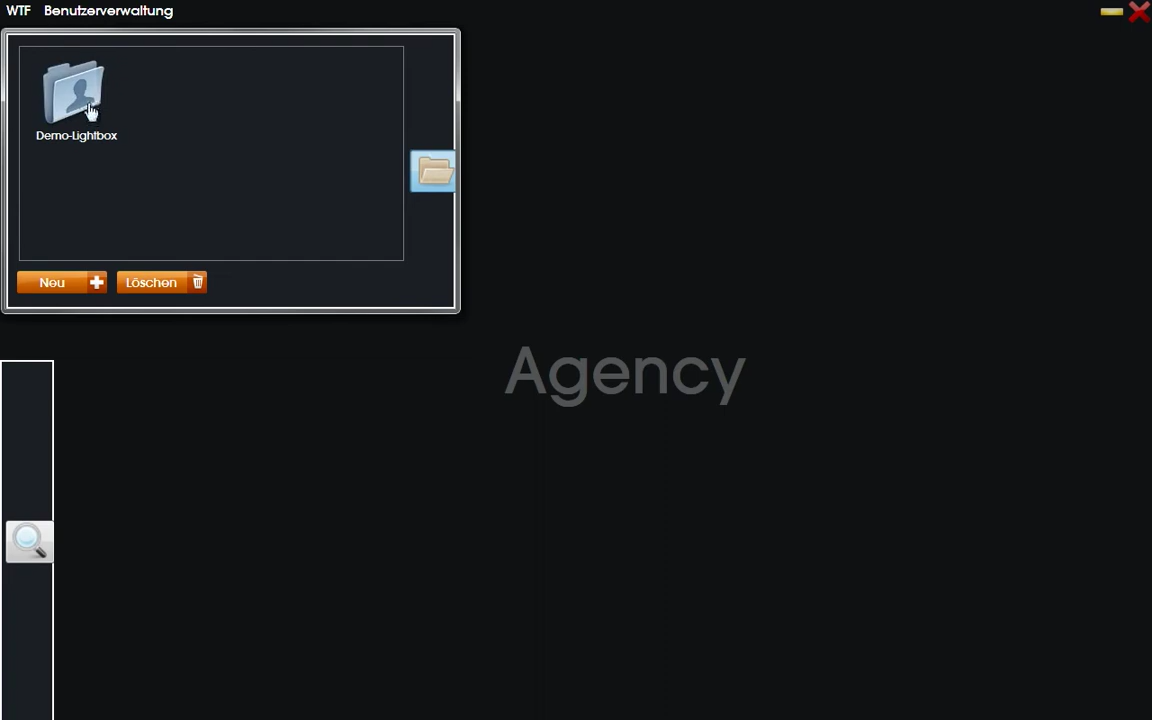 WTF Benutzerverwaltung
Demo-Lightbox
Neu
Löschen
Agency